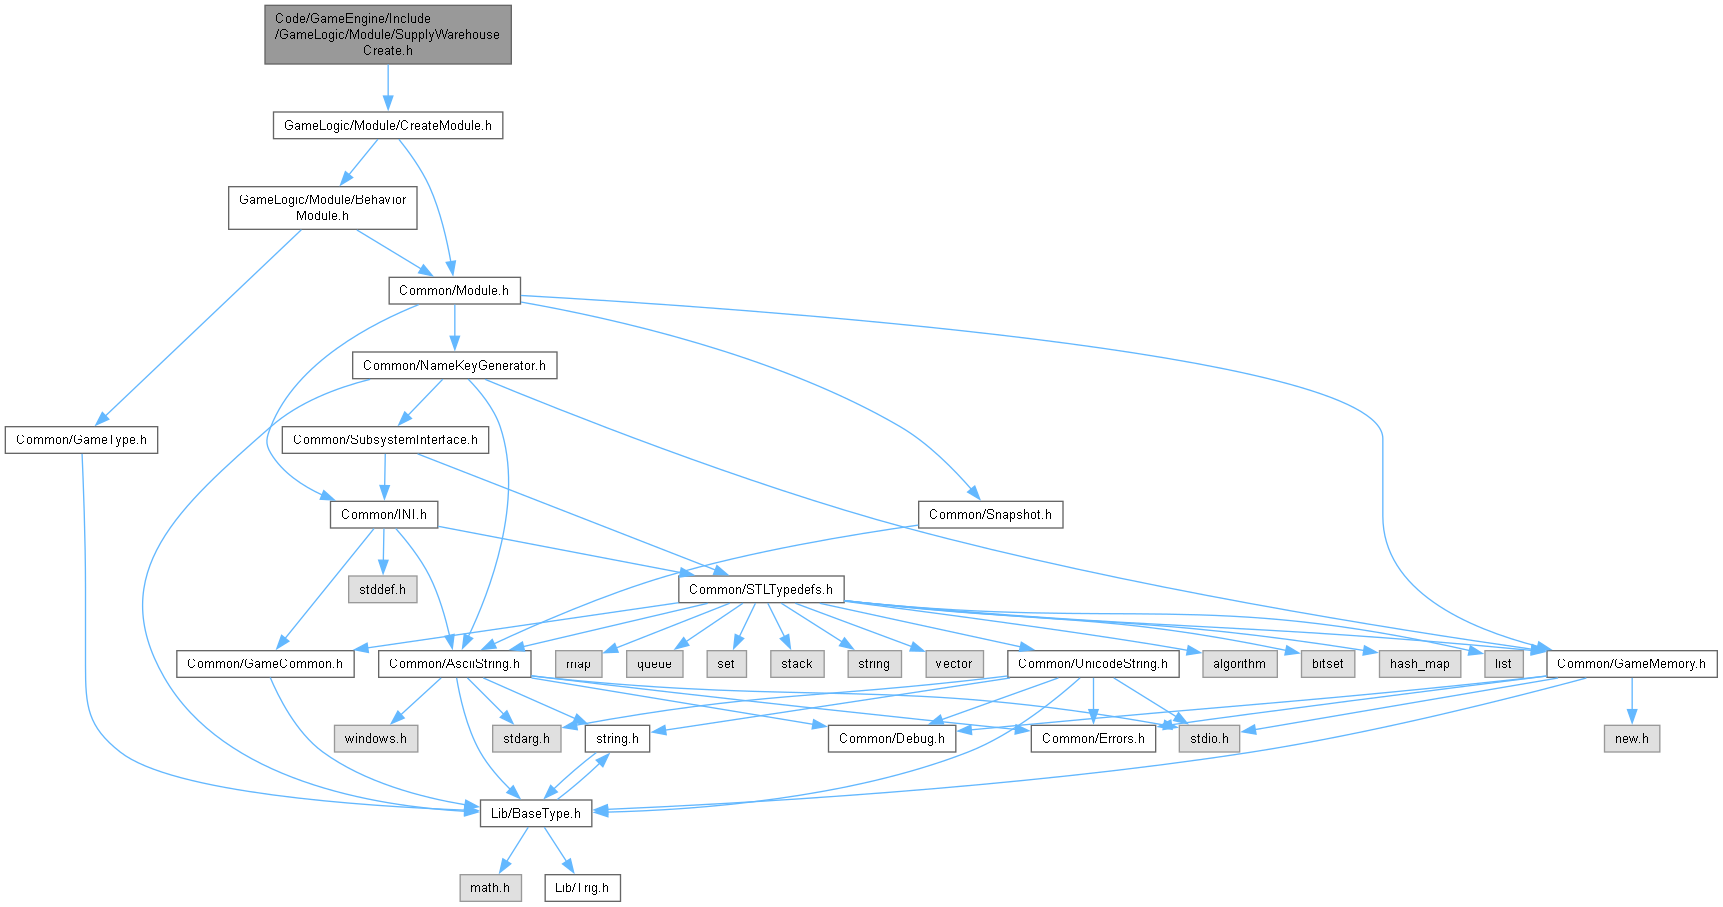 Code/GameEngine/Include
/GameLogic/Module/SupplyWarehouse
Create.h
GameLogic/Module/CreateModule.h
GameLogic/Module/Behavior
Module.h
Common/Module.h
Common/NameKeyGenerator.h
Common/GameType.h
Common/SubsystemInterface.h
Common/INI.h
Common/Snapshot.h
stddef.h
Common/STLTypedefs.h
Common/GameCommon.h
Common/AsciiString.h
map
queue
set
stack
string
vector
Common/UnicodeString.h
algorithm
bitset
hash_map
list
Common/GameMemory.h
windows.h
stdarg.h
string.h
Common/Debug.h
Common/Errors.h
stdio.h
new.h
Lib/BaseType.h
math.h
Lib/Trig.h